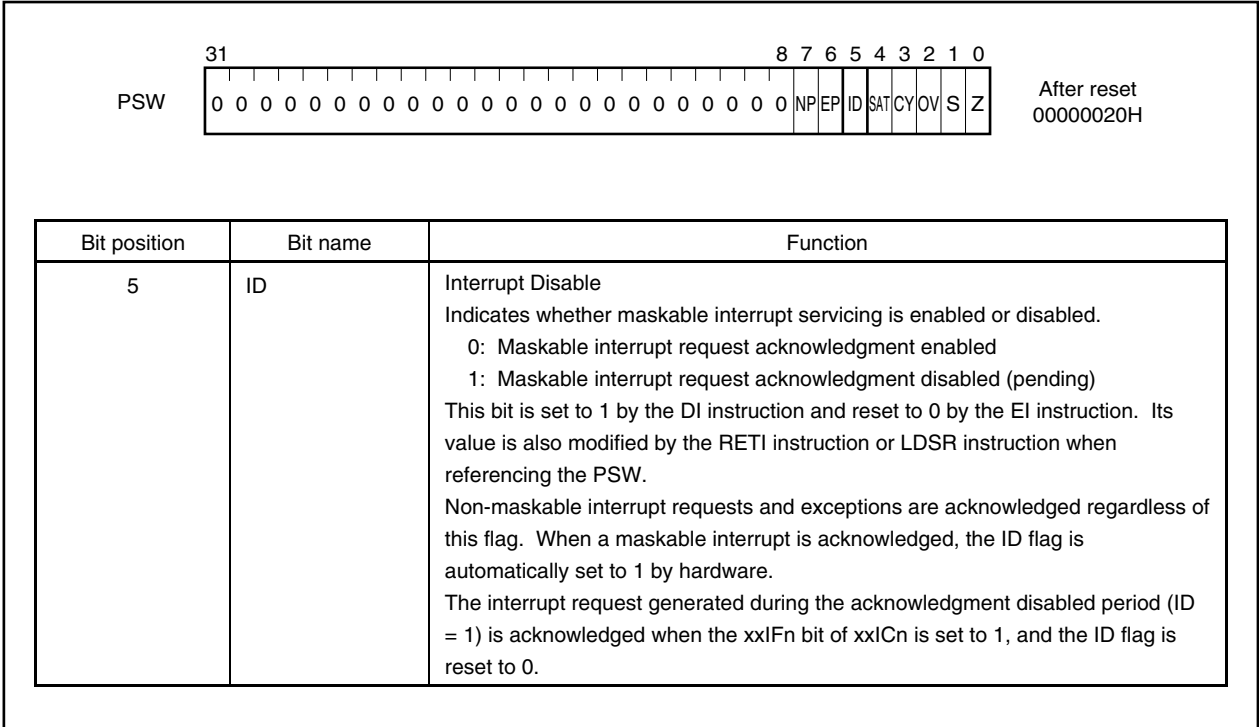 31 8 7 6 5 4 3 2 1 0
PSW 0 0 0 0 0 0 0 0 0 0 0 0 0 0 0 0 0 0 0 0 0 0 0 0 NP EP ID SAT CY OV S Z After reset
00000020H
Bit position Bit name Function
5 ID Interrupt Disable
Indicates whether maskable interrupt servicing is enabled or disabled.
0: Maskable interrupt request acknowledgment enabled
1: Maskable interrupt request acknowledgment disabled (pending)
This bit is set to 1 by the DI instruction and reset to 0 by the EI instruction. Its
value is also modified by the RETI instruction or LDSR instruction when
referencing the PSW.
Non-maskable interrupt requests and exceptions are acknowledged regardless of
this flag. When a maskable interrupt is acknowledged, the ID flag is
automatically set to 1 by hardware.
The interrupt request generated during the acknowledgment disabled period (ID
= 1) is acknowledged when the xxIFn bit of xxICn is set to 1, and the ID flag is
reset to 0.